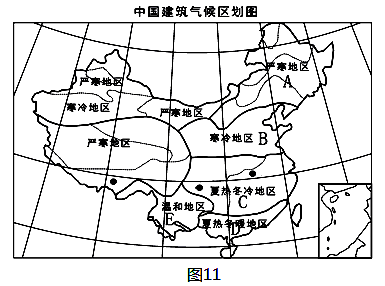 中国建筑气候区划图
严寒地区
A
严寒地区
寒冷地区
严寒地区
寒冷地区 B
严寒地区
夏热冬冷地区
C
温和地区
E
夏热冬暖地区
D
图11